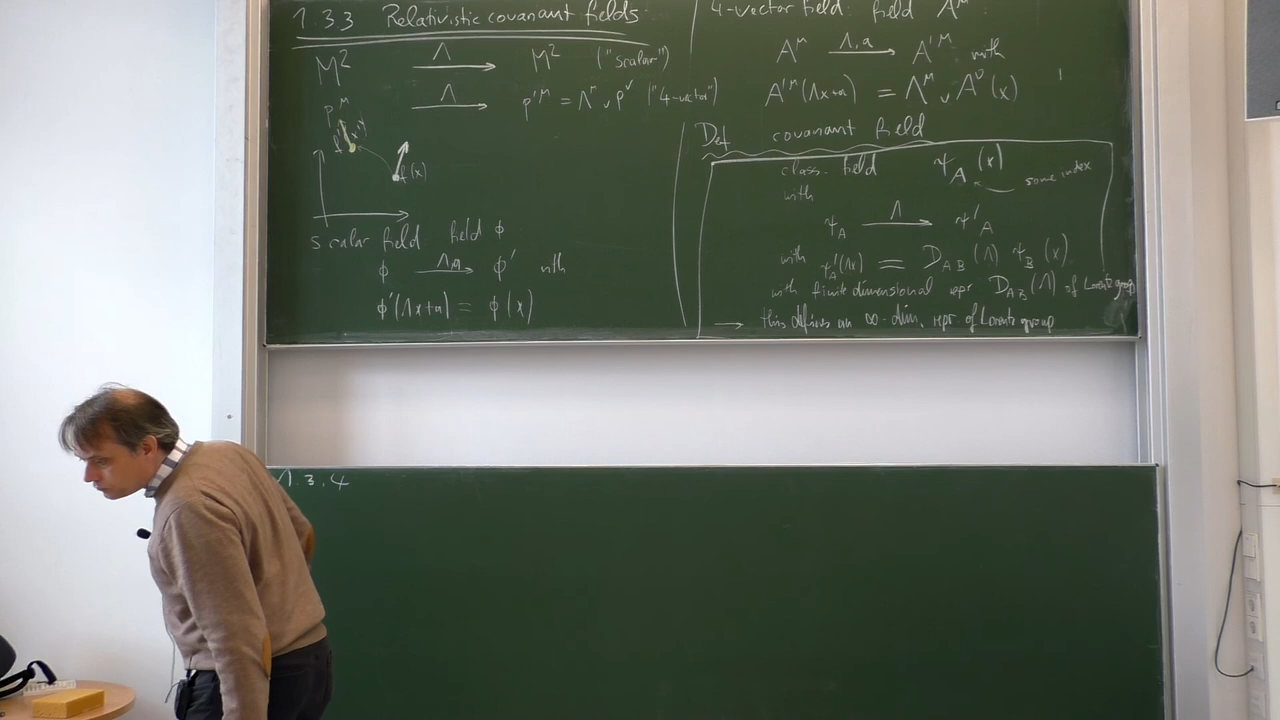 1.3.3 Relativistic covariant fields
M² —Λ→ M² ("scalar")
p^μ —Λ→ p'^μ = Λ^μ_ν p^ν ("4-vector")
f'(x')
f(x)
scalar field field ϕ
ϕ —Λ,a→ ϕ' with
ϕ'(Λx+a) = ϕ(x)
4-vector field: field A^μ:
A^μ —Λ,a→ A'^μ with
A'^μ(Λx+a) = Λ^μ_ν A^ν(x)
Def covariant field
class. field ψ_A(x) some index
with
ψ_A —Λ→ ψ'_A
with ψ'_A(Λx) = D_AB(Λ) ψ_B(x)
with finite dimensional repr D_AB(Λ) of Lorentz group
→ this defines an ∞-dim. repr of Lorentz group
1.3.4